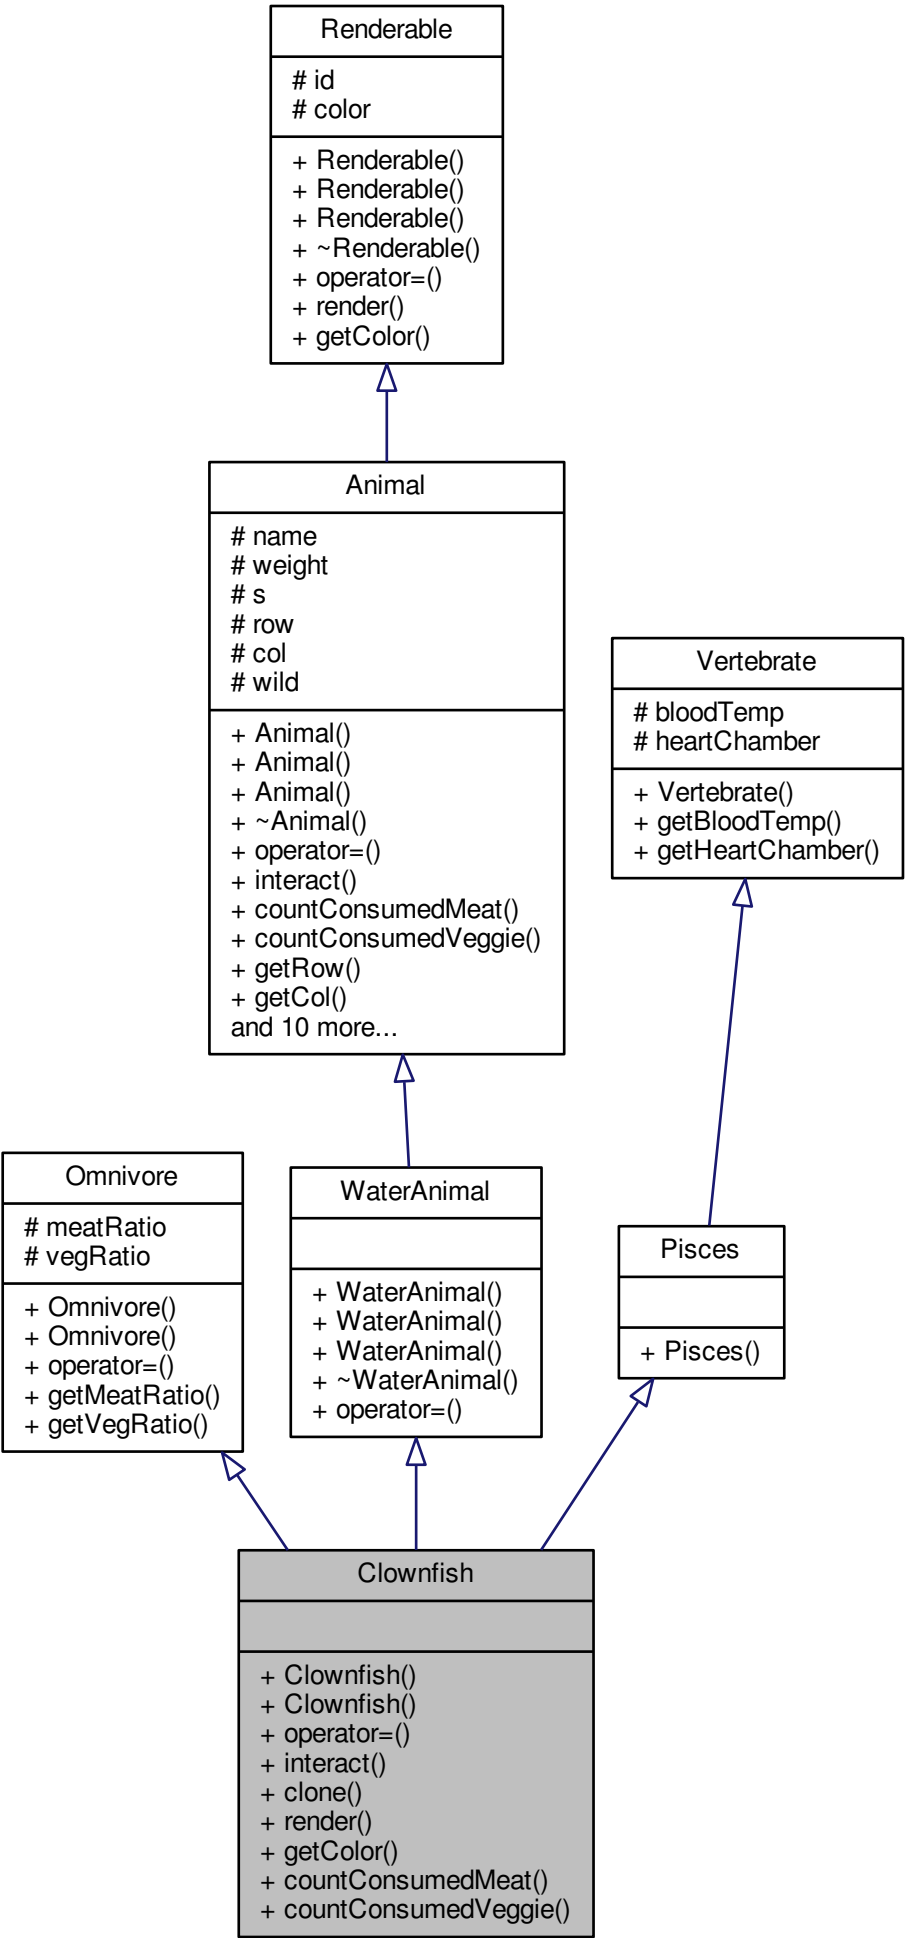 Renderable
# id
# color
+ Renderable()
+ Renderable()
+ Renderable()
+ ~Renderable()
+ operator=()
+ render()
+ getColor()
Animal
# name
# weight
# s
# row
# col
# wild
+ Animal()
+ Animal()
+ Animal()
+ ~Animal()
+ operator=()
+ interact()
+ countConsumedMeat()
+ countConsumedVeggie()
+ getRow()
+ getCol()
and 10 more...
Vertebrate
# bloodTemp
# heartChamber
+ Vertebrate()
+ getBloodTemp()
+ getHeartChamber()
Omnivore
# meatRatio
# vegRatio
+ Omnivore()
+ Omnivore()
+ operator=()
+ getMeatRatio()
+ getVegRatio()
WaterAnimal
+ WaterAnimal()
+ WaterAnimal()
+ WaterAnimal()
+ ~WaterAnimal()
+ operator=()
Pisces
+ Pisces()
Clownfish
+ Clownfish()
+ Clownfish()
+ operator=()
+ interact()
+ clone()
+ render()
+ getColor()
+ countConsumedMeat()
+ countConsumedVeggie()